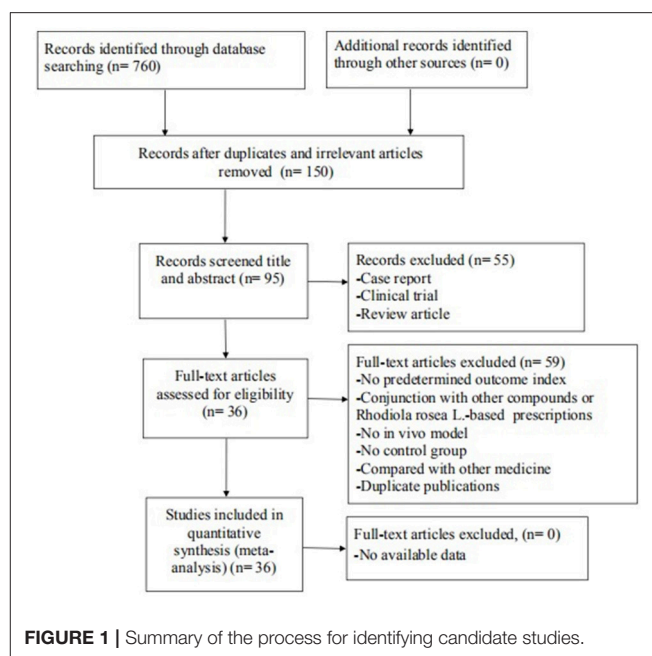 Records identified through database
searching (n= 760)
Additional records identified
through other sources (n= 0)
Records after duplicates and irrelevant articles
removed (n= 150)
Records screened title
and abstract (n= 95)
Records excluded (n= 55)
-Case report
-Clinical trial
-Review article
Full-text articles
assessed for eligibility
(n= 36)
Full-text articles excluded (n= 59)
-No predetermined outcome index
-Conjunction with other compounds or
Rhodiola rosea L.-based prescriptions
-No in vivo model
-No control group
-Compared with other medicine
-Duplicate publications
Studies included in
quantitative
synthesis (meta-
analysis) (n= 36)
Full-text articles excluded, (n= 0)
-No available data
FIGURE 1 | Summary of the process for identifying candidate studies.